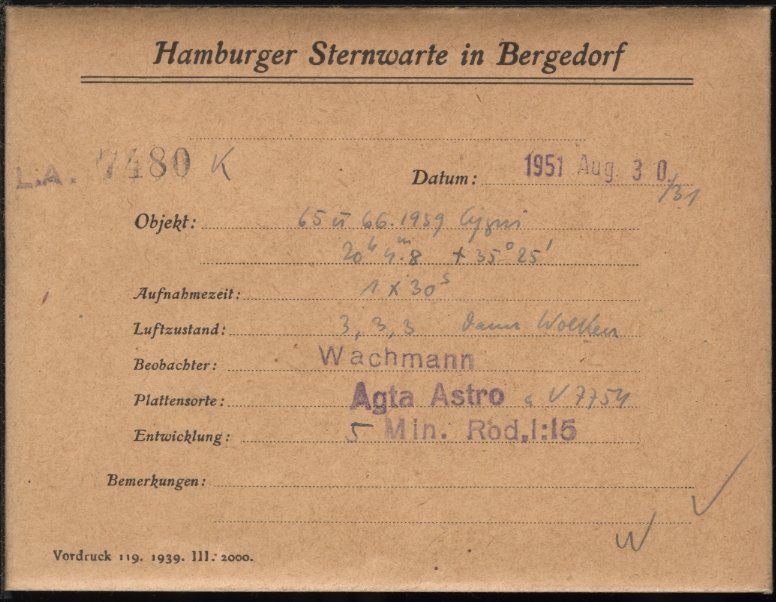 Hamburger Sternwarte in Bergedorf
L.A. 7480 K
Datum: 1951 Aug. 30./31
Objekt: 65 u 66.1939 Cygni
20h 4m.8 +35° 25'
Aufnahmezeit: 1 x 30s
Luftzustand: 3, 3, 3 dann Wolken
Beobachter: Wachmann
Plattensorte: Agfa Astro V 7754
Entwicklung: 5 Min. Rod. 1:15
Bemerkungen:
Vordruck 119. 1939. III. 2000.